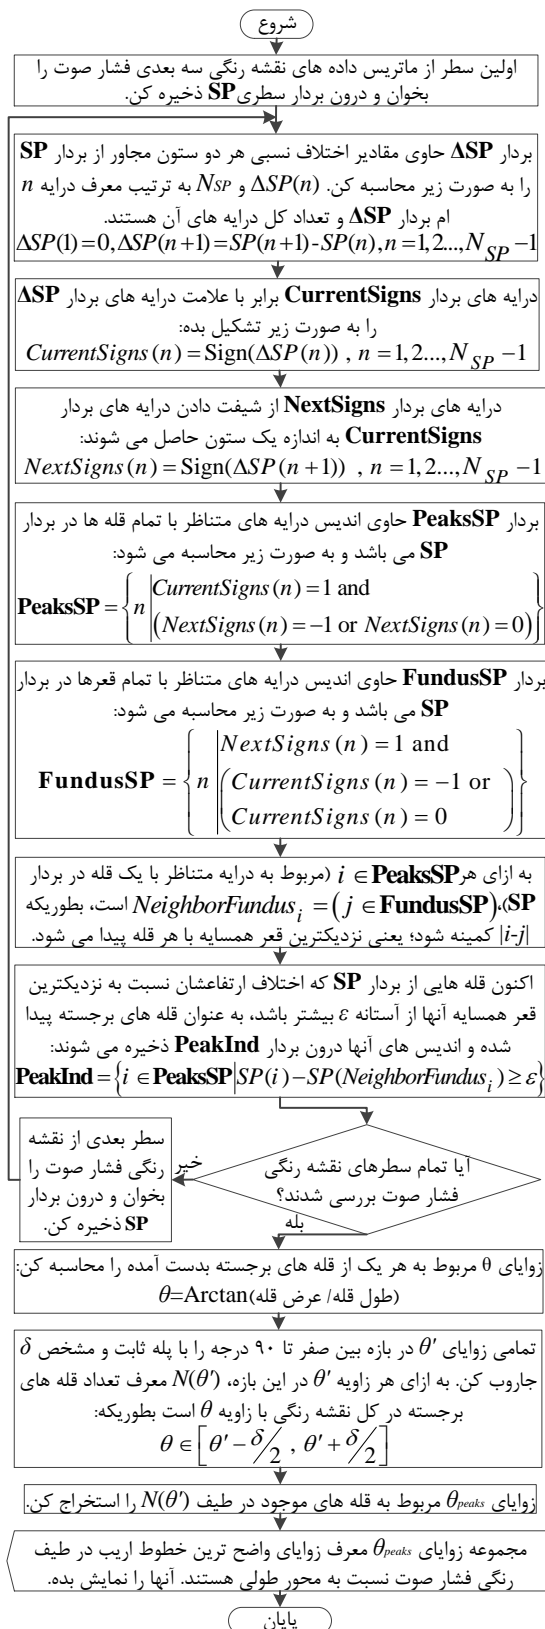 شروع
اولین سطر از ماتریس داده های نقشه رنگی سه بعدی فشار صوت را
بخوان و درون بردار سطری SP ذخیره کن.
بردار ΔSP حاوی مقادیر اختلاف نسبی هر دو ستون مجاور از بردار SP
را به صورت زیر محاسبه کن. ΔSP(n) و N_SP به ترتیب معرف درایه n
ام بردار ΔSP و تعداد کل درایه های آن هستند.
ΔSP(1)=0, ΔSP(n+1)=SP(n+1)-SP(n), n=1,2..., N_SP −1
درایه های بردار CurrentSigns برابر با علامت درایه های بردار ΔSP
را به صورت زیر تشکیل بده:
CurrentSigns(n) = Sign(ΔSP(n)) , n = 1,2..., N_SP −1
درایه های بردار NextSigns از شیفت دادن درایه های بردار
CurrentSigns به اندازه یک ستون حاصل می شوند:
NextSigns(n) = Sign(ΔSP(n+1)) , n = 1,2..., N_SP −1
بردار PeaksSP حاوی اندیس درایه های متناظر با تمام قله ها در بردار
SP می باشد و به صورت زیر محاسبه می شود:
PeaksSP = { n | CurrentSigns(n) = 1 and
(NextSigns(n) = −1 or NextSigns(n) = 0) }
بردار FundusSP حاوی اندیس درایه های متناظر با تمام قعرها در بردار
SP می باشد و به صورت زیر محاسبه می شود:
NextSigns(n) = 1 and
FundusSP = { n | (CurrentSigns(n) = −1 or
CurrentSigns(n) = 0) }
به ازای هر i ∈ PeaksSP (مربوط به درایه متناظر با یک قله در بردار
SP)، NeighborFundus_i = (j ∈ FundusSP) است، بطوریکه
|i-j| کمینه شود؛ یعنی نزدیکترین قعر همسایه با هر قله پیدا می شود.
اکنون قله هایی از بردار SP که اختلاف ارتفاعشان نسبت به نزدیکترین
قعر همسایه آنها از آستانه ε بیشتر باشد، به عنوان قله های برجسته پیدا
شده و اندیس های آنها درون بردار PeakInd ذخیره می شوند:
PeakInd = {i ∈ PeaksSP | SP(i) − SP(NeighborFundus_i) ≥ ε}
آیا تمام سطرهای نقشه رنگی
فشار صوت بررسی شدند؟
خیر
سطر بعدی از نقشه
رنگی فشار صوت را
بخوان و درون بردار
SP ذخیره کن.
بله
زوایای θ مربوط به هر یک از قله های برجسته بدست آمده را محاسبه کن:
θ=Arctan(طول قله/ عرض قله)
تمامی زوایای θ′ در بازه بین صفر تا ۹۰ درجه را با پله ثابت و مشخص δ
جاروب کن. به ازای هر زاویه θ′ در این بازه، N(θ′) معرف تعداد قله های
برجسته در کل نقشه رنگی با زاویه θ است بطوریکه:
θ ∈ [θ′ − δ/2 , θ′ + δ/2]
زوایای θ_peaks مربوط به قله های موجود در طیف N(θ′) را استخراج کن.
مجموعه زوایای θ_peaks معرف زوایای واضح ترین خطوط اریب در طیف
رنگی فشار صوت نسبت به محور طولی هستند. آنها را نمایش بده.
پایان